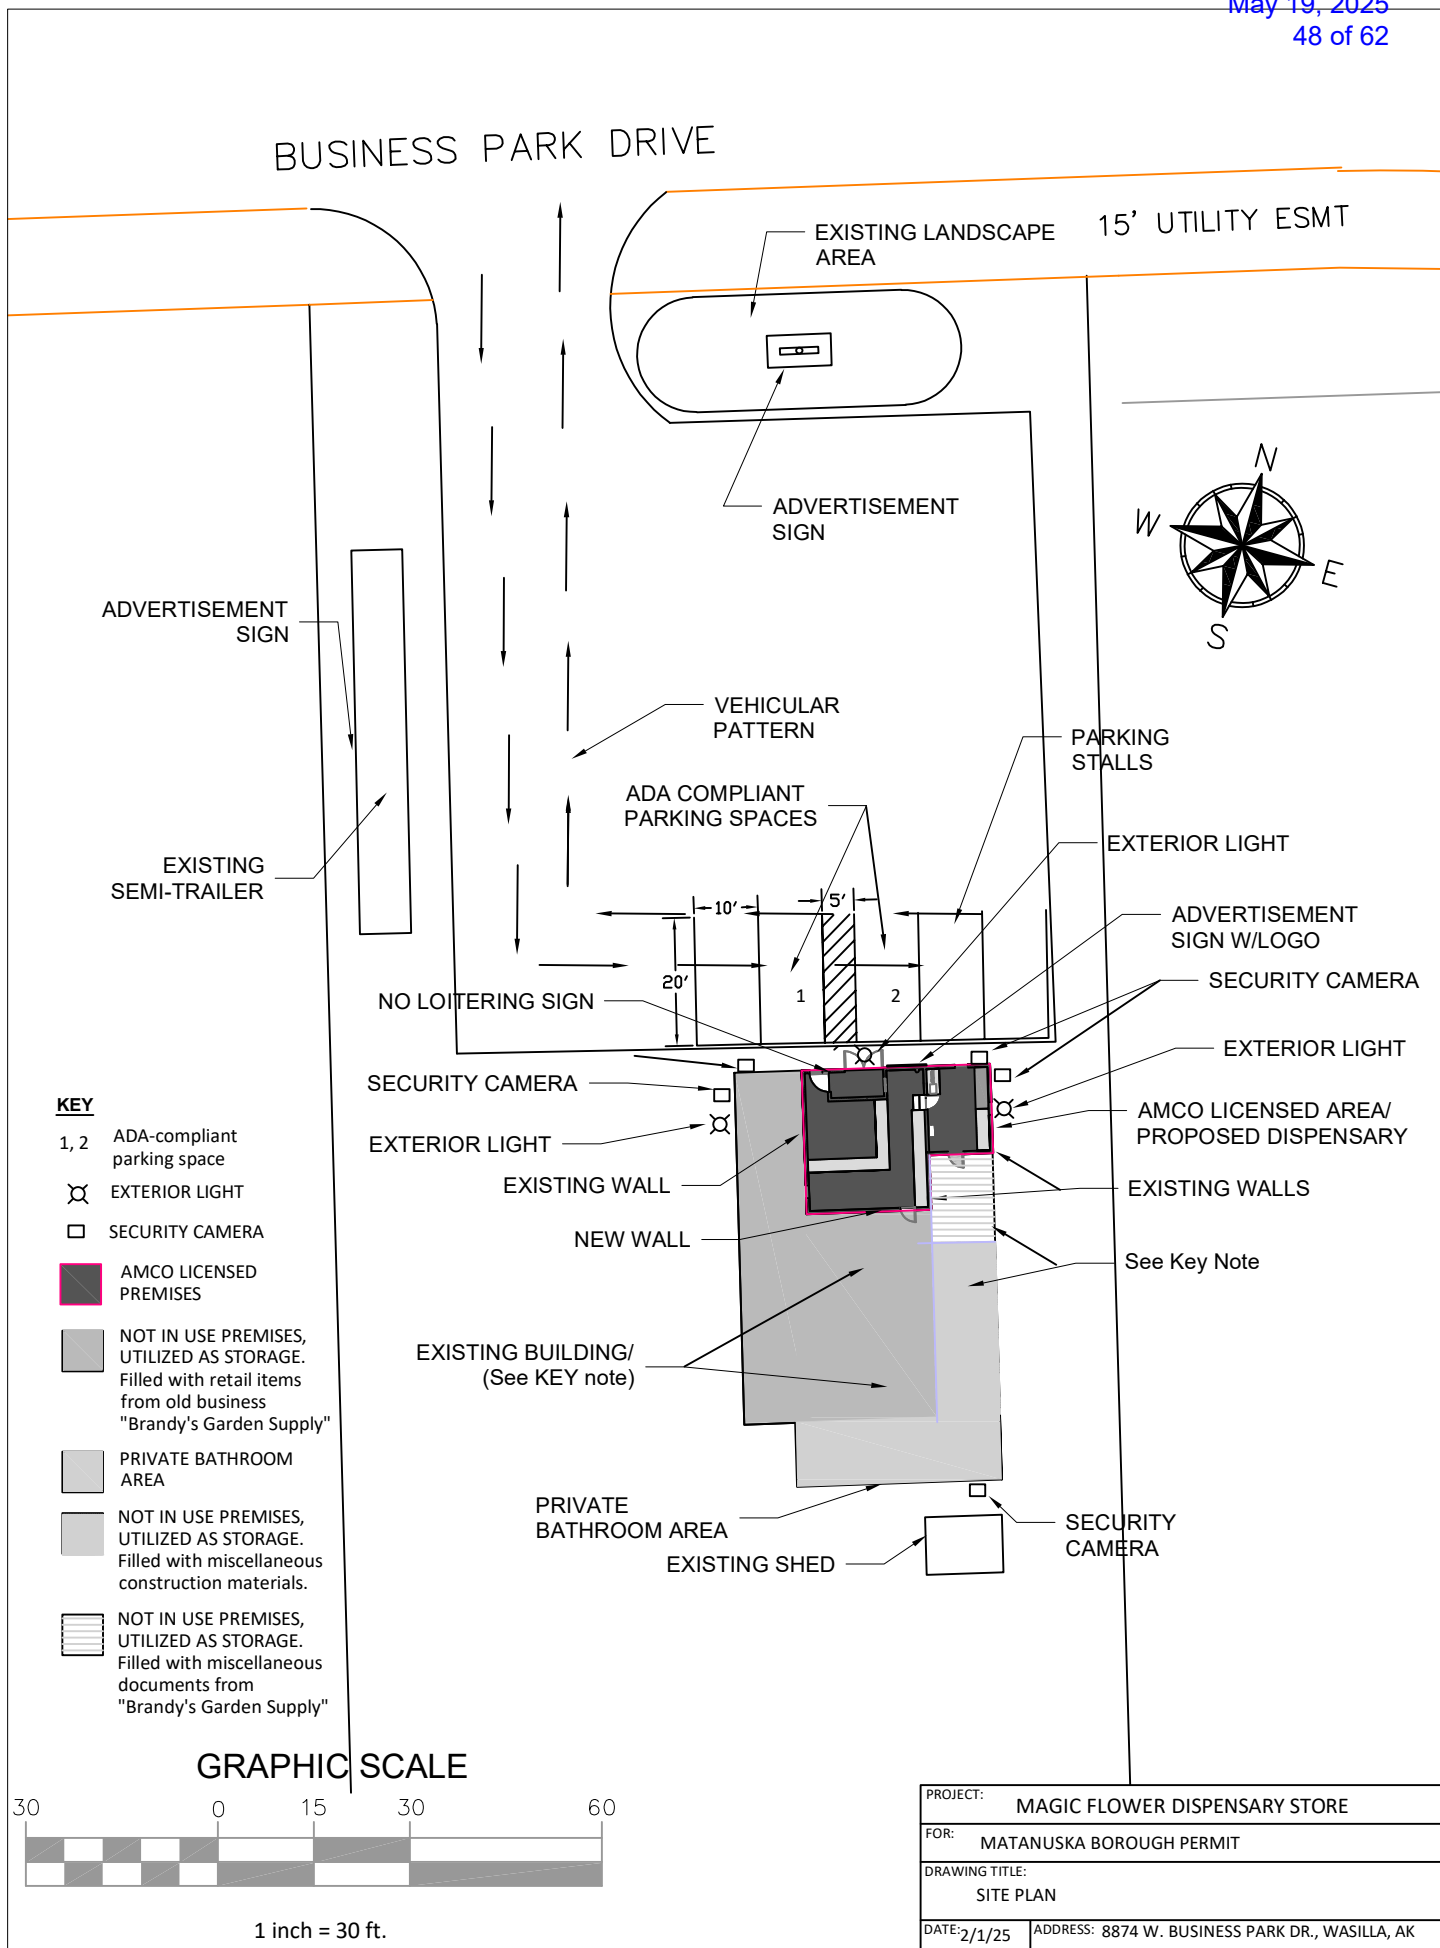 May 19, 2025
48 of 62
BUSINESS PARK DRIVE
15' UTILITY ESMT
EXISTING LANDSCAPE
AREA
ADVERTISEMENT
SIGN
N
W
E
S
ADVERTISEMENT
SIGN
VEHICULAR
PATTERN
PARKING
STALLS
ADA COMPLIANT
PARKING SPACES
EXTERIOR LIGHT
EXISTING
SEMI-TRAILER
10'
5'
ADVERTISEMENT
SIGN W/LOGO
20'
1
2
NO LOITERING SIGN
SECURITY CAMERA
EXTERIOR LIGHT
SECURITY CAMERA
AMCO LICENSED AREA/
PROPOSED DISPENSARY
EXTERIOR LIGHT
EXISTING WALL
EXISTING WALLS
NEW WALL
See Key Note
EXISTING BUILDING/
(See KEY note)
PRIVATE
BATHROOM AREA
SECURITY
CAMERA
EXISTING SHED
KEY
1, 2 ADA-compliant
parking space
EXTERIOR LIGHT
SECURITY CAMERA
AMCO LICENSED
PREMISES
NOT IN USE PREMISES,
UTILIZED AS STORAGE.
Filled with retail items
from old business
"Brandy's Garden Supply"
PRIVATE BATHROOM
AREA
NOT IN USE PREMISES,
UTILIZED AS STORAGE.
Filled with miscellaneous
construction materials.
NOT IN USE PREMISES,
UTILIZED AS STORAGE.
Filled with miscellaneous
documents from
"Brandy's Garden Supply"
GRAPHIC SCALE
30 0 15 30 60
1 inch = 30 ft.
PROJECT: MAGIC FLOWER DISPENSARY STORE
FOR: MATANUSKA BOROUGH PERMIT
DRAWING TITLE:
SITE PLAN
DATE: 2/1/25 ADDRESS: 8874 W. BUSINESS PARK DR., WASILLA, AK